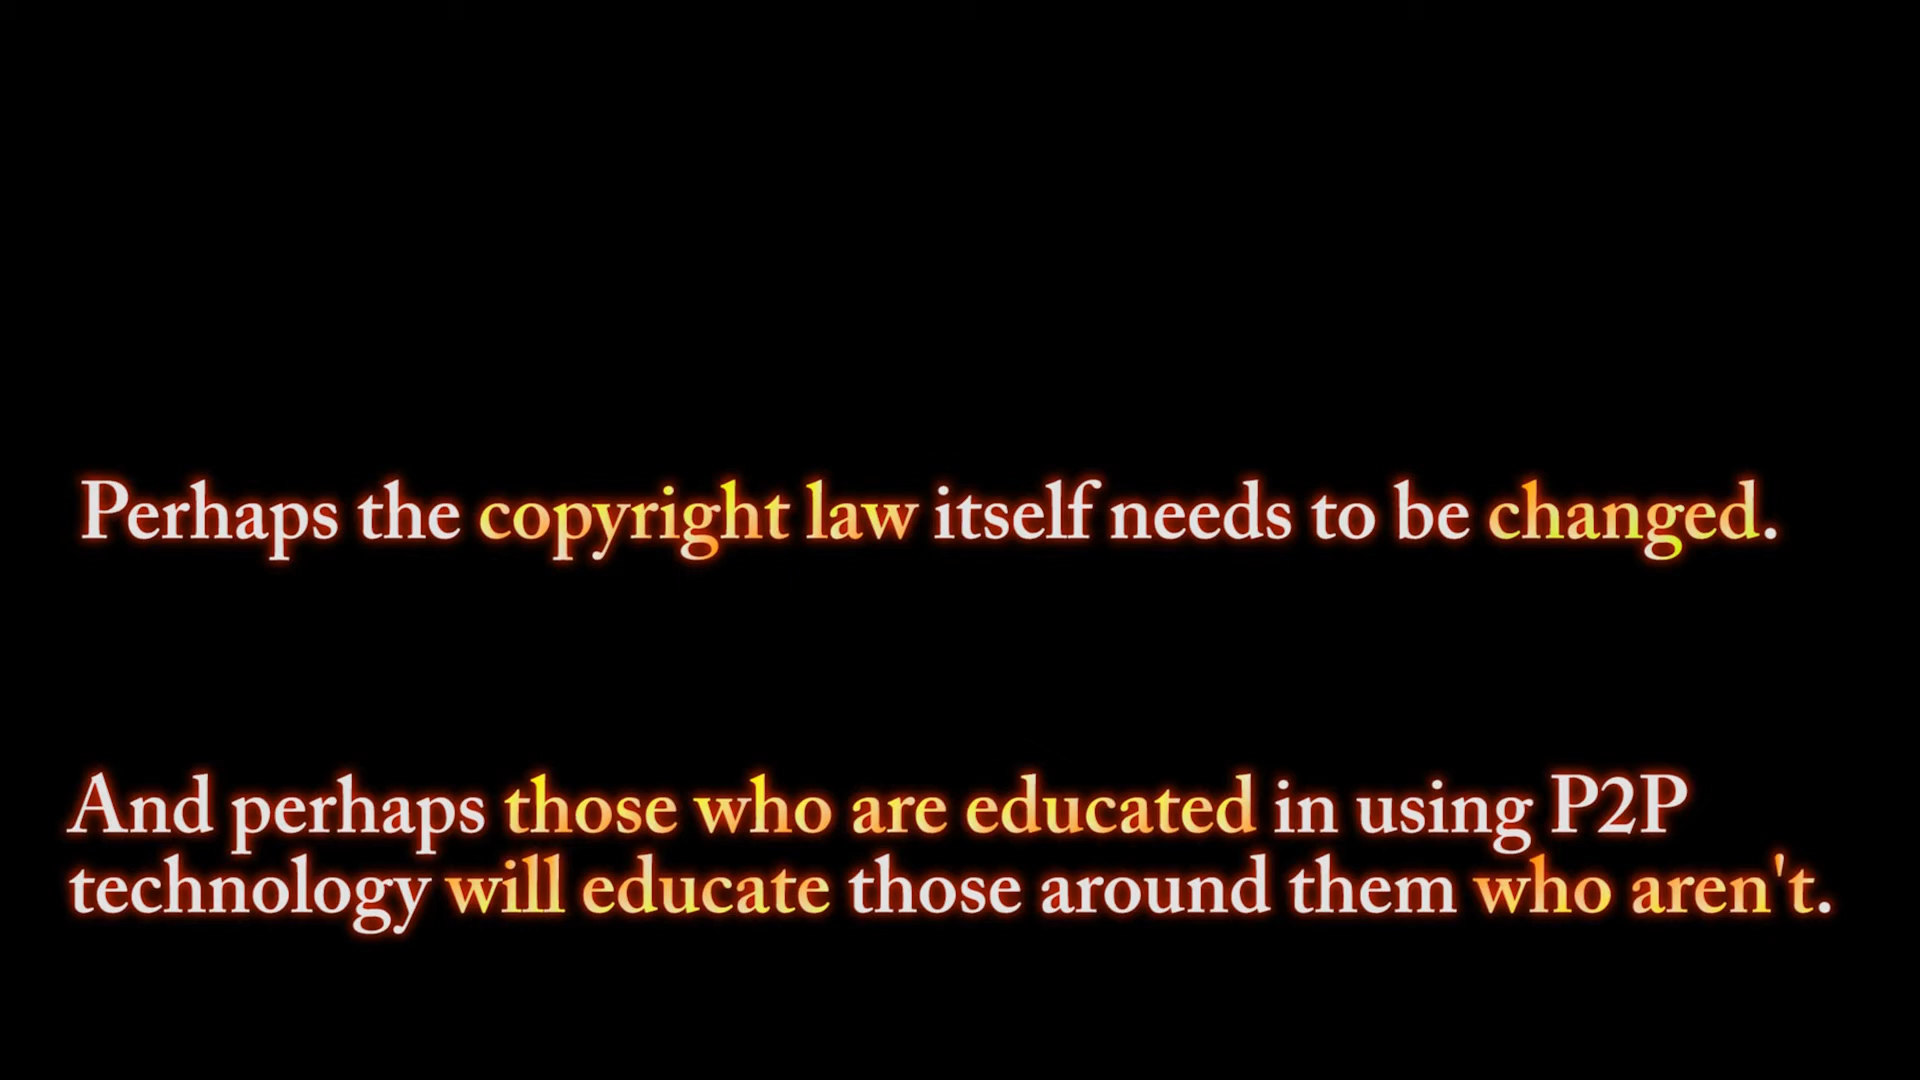 Perhaps the copyright law itself needs to be changed.
And perhaps those who are educated in using P2P
technology will educate those around them who aren't.